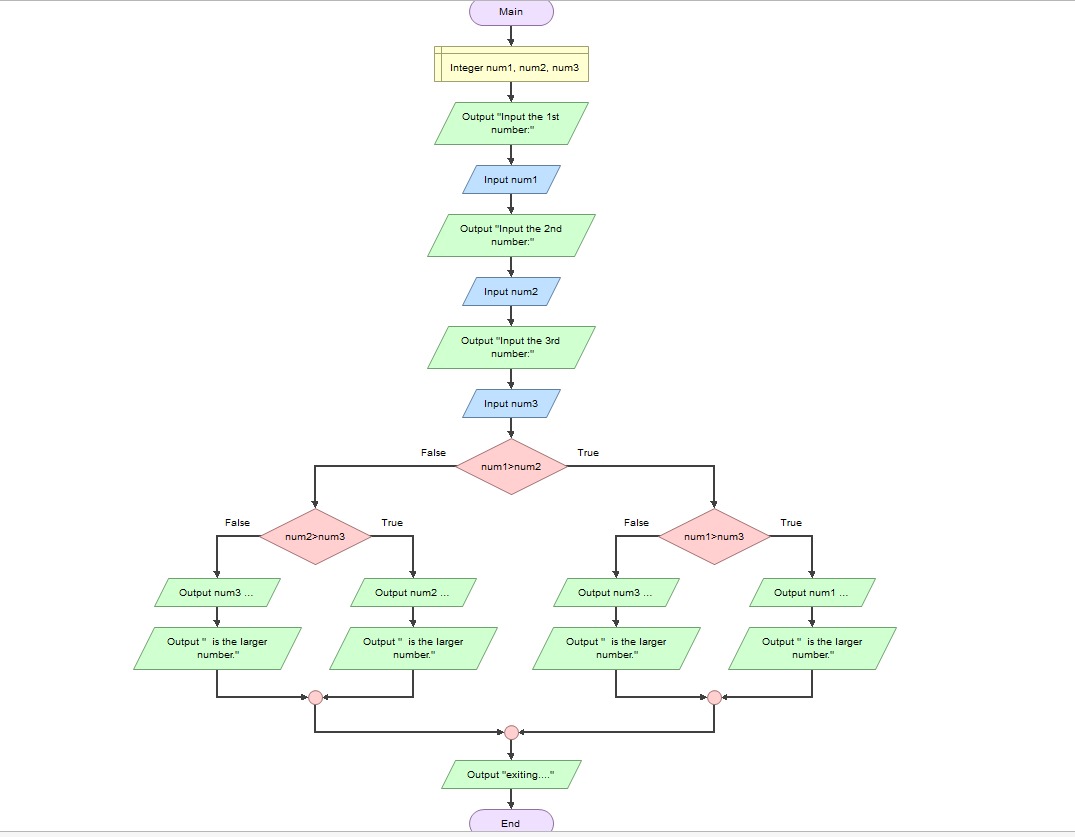 Main
Integer num1, num2, num3
Output "Input the 1st
number:"
Input num1
Output "Input the 2nd
number:"
Input num2
Output "Input the 3rd
number:"
Input num3
False
True
num1>num2
False
True
num2>num3
False
True
num1>num3
Output num3 ...
Output num2 ...
Output num3 ...
Output num1 ...
Output "  is the larger
number."
Output "  is the larger
number."
Output "  is the larger
number."
Output "  is the larger
number."
Output "exiting...."
End